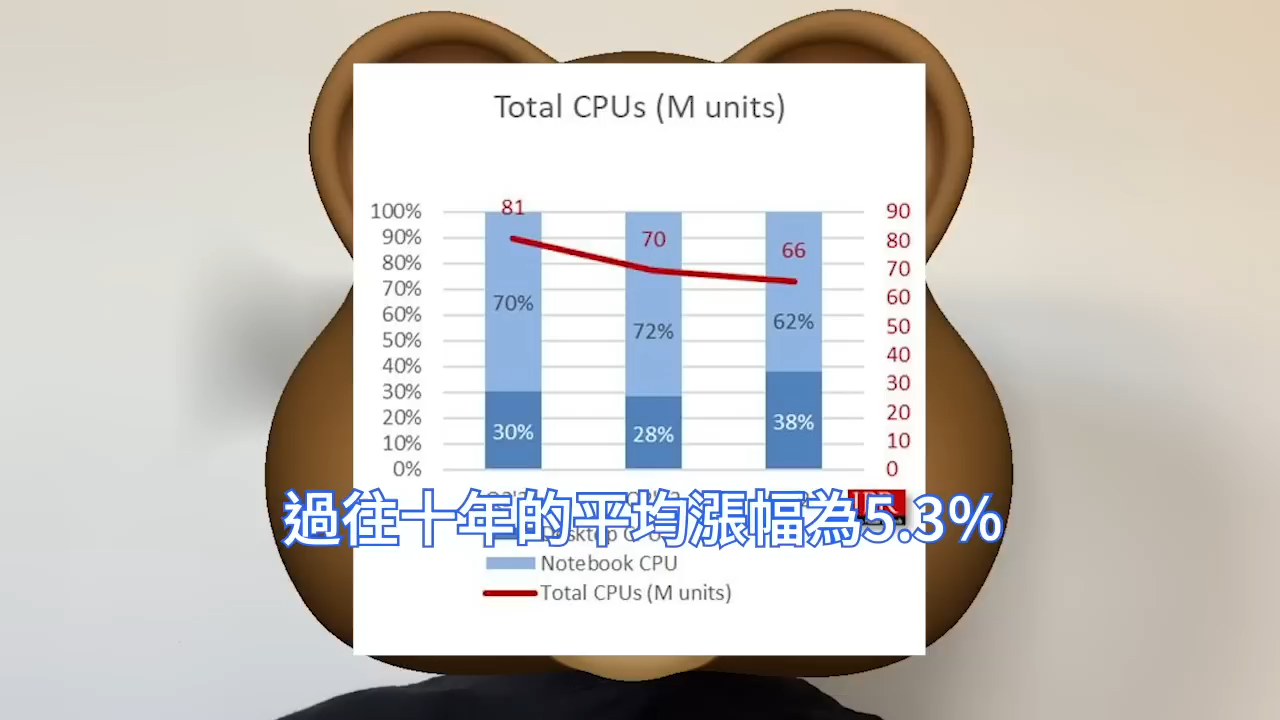 Total CPUs (M units)
100% 81 90
90% 70 80
80% 66 70
70% 70% 72% 62% 60
60% 50
50% 40
40% 30
30% 30% 28% 38% 20
20% 10
10% 0
0%
過往十年的平均漲幅為5.3%
Notebook CPU
Total CPUs (M units)